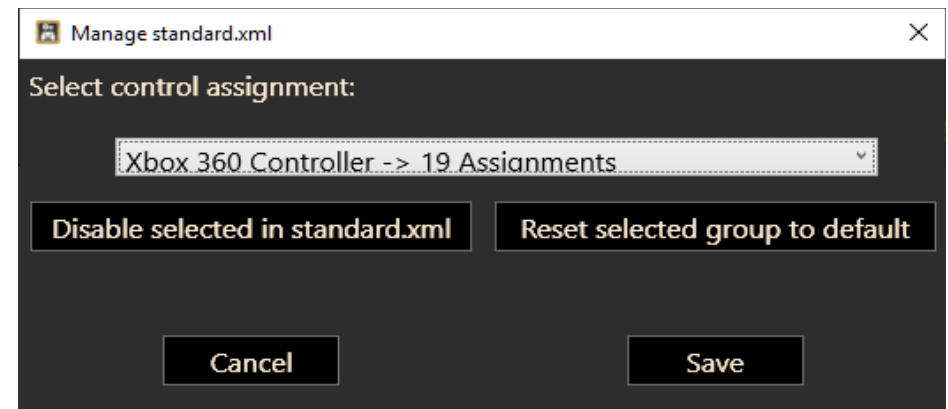 Manage standard.xml
Select control assignment:
Xbox 360 Controller -> 19 Assignments
Disable selected in standard.xml
Reset selected group to default
Cancel
Save